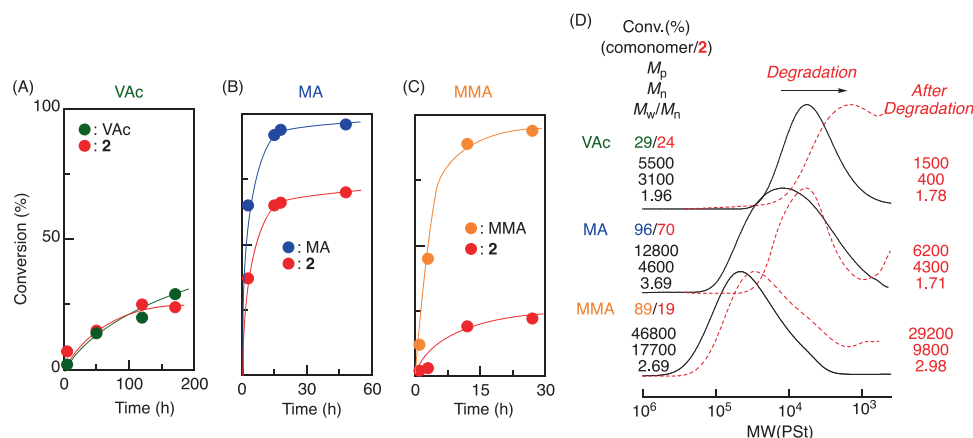 (A)
VAc
100
50
0
Conversion (%)
: VAc
: 2
0
100
200
Time (h)
(B)
MA
: MA
: 2
0
30
60
Time (h)
(C)
MMA
: MMA
: 2
0
15
30
Time (h)
(D)
Conv.(%)
(comonomer/2)
Mp
Mn
Mw/Mn
Degradation
After
Degradation
VAc
29/24
5500
3100
1.96
1500
400
1.78
MA
96/70
12800
4600
3.69
6200
4300
1.71
MMA
89/19
46800
17700
2.69
29200
9800
2.98
10⁶
10⁵
10⁴
10³
MW(PSt)